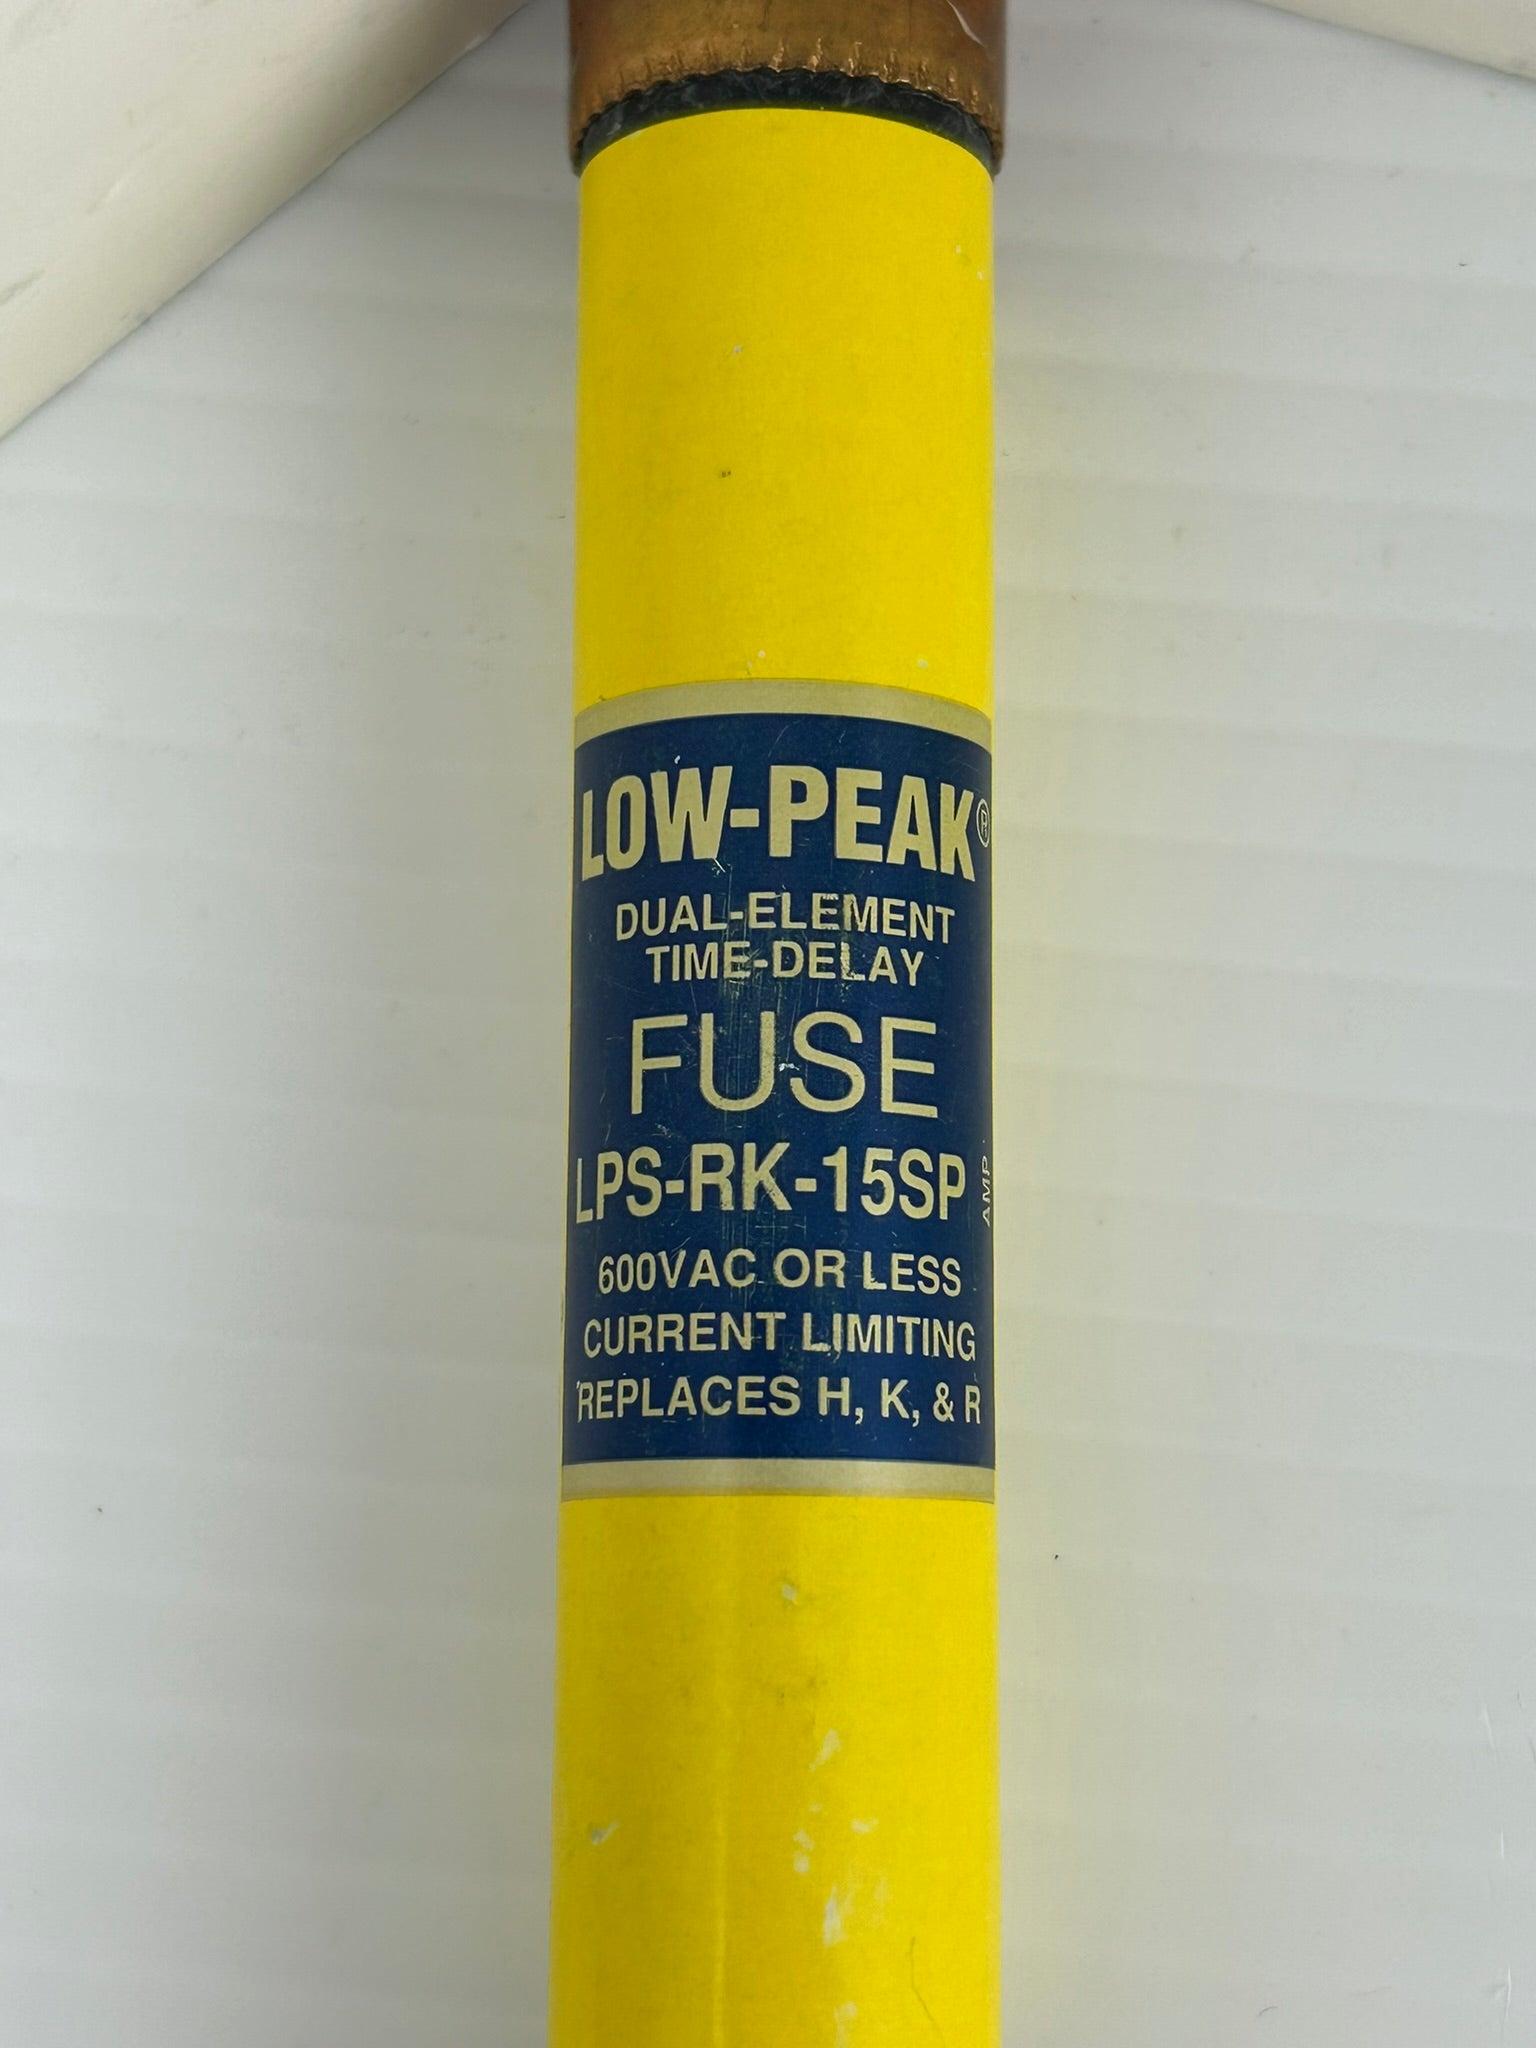 LOW-PEAK®
DUAL-ELEMENT
TIME-DELAY
FUSE
LPS-RK-15SP
AMP
600VAC OR LESS
CURRENT LIMITING
REPLACES H, K, & R